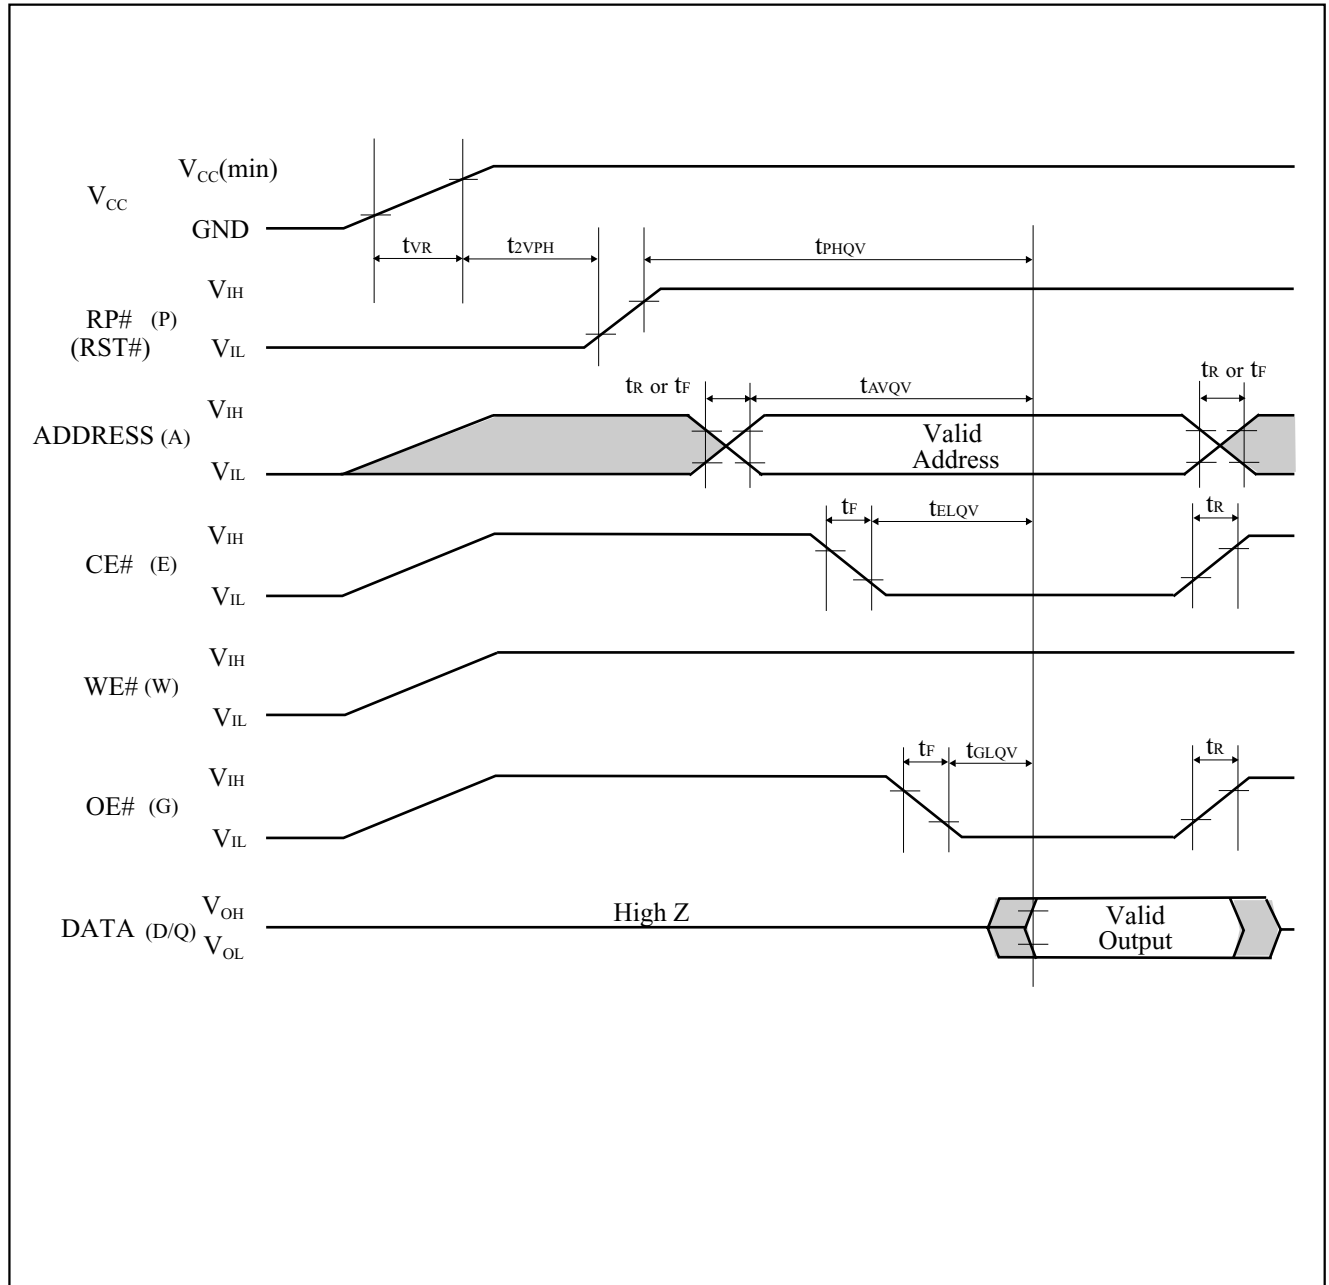 VCC(min)
VCC
GND
tVR
t2VPH
tPHQV
VIH
RP# (P)
(RST#)
VIL
tR or tF
tAVQV
tR or tF
VIH
ADDRESS (A)
Valid
Address
VIL
tF
tELQV
tR
VIH
CE# (E)
VIL
VIH
WE# (W)
VIL
tF
tGLQV
tR
VIH
OE# (G)
VIL
VOH
High Z
Valid
Output
DATA (D/Q)
VOL